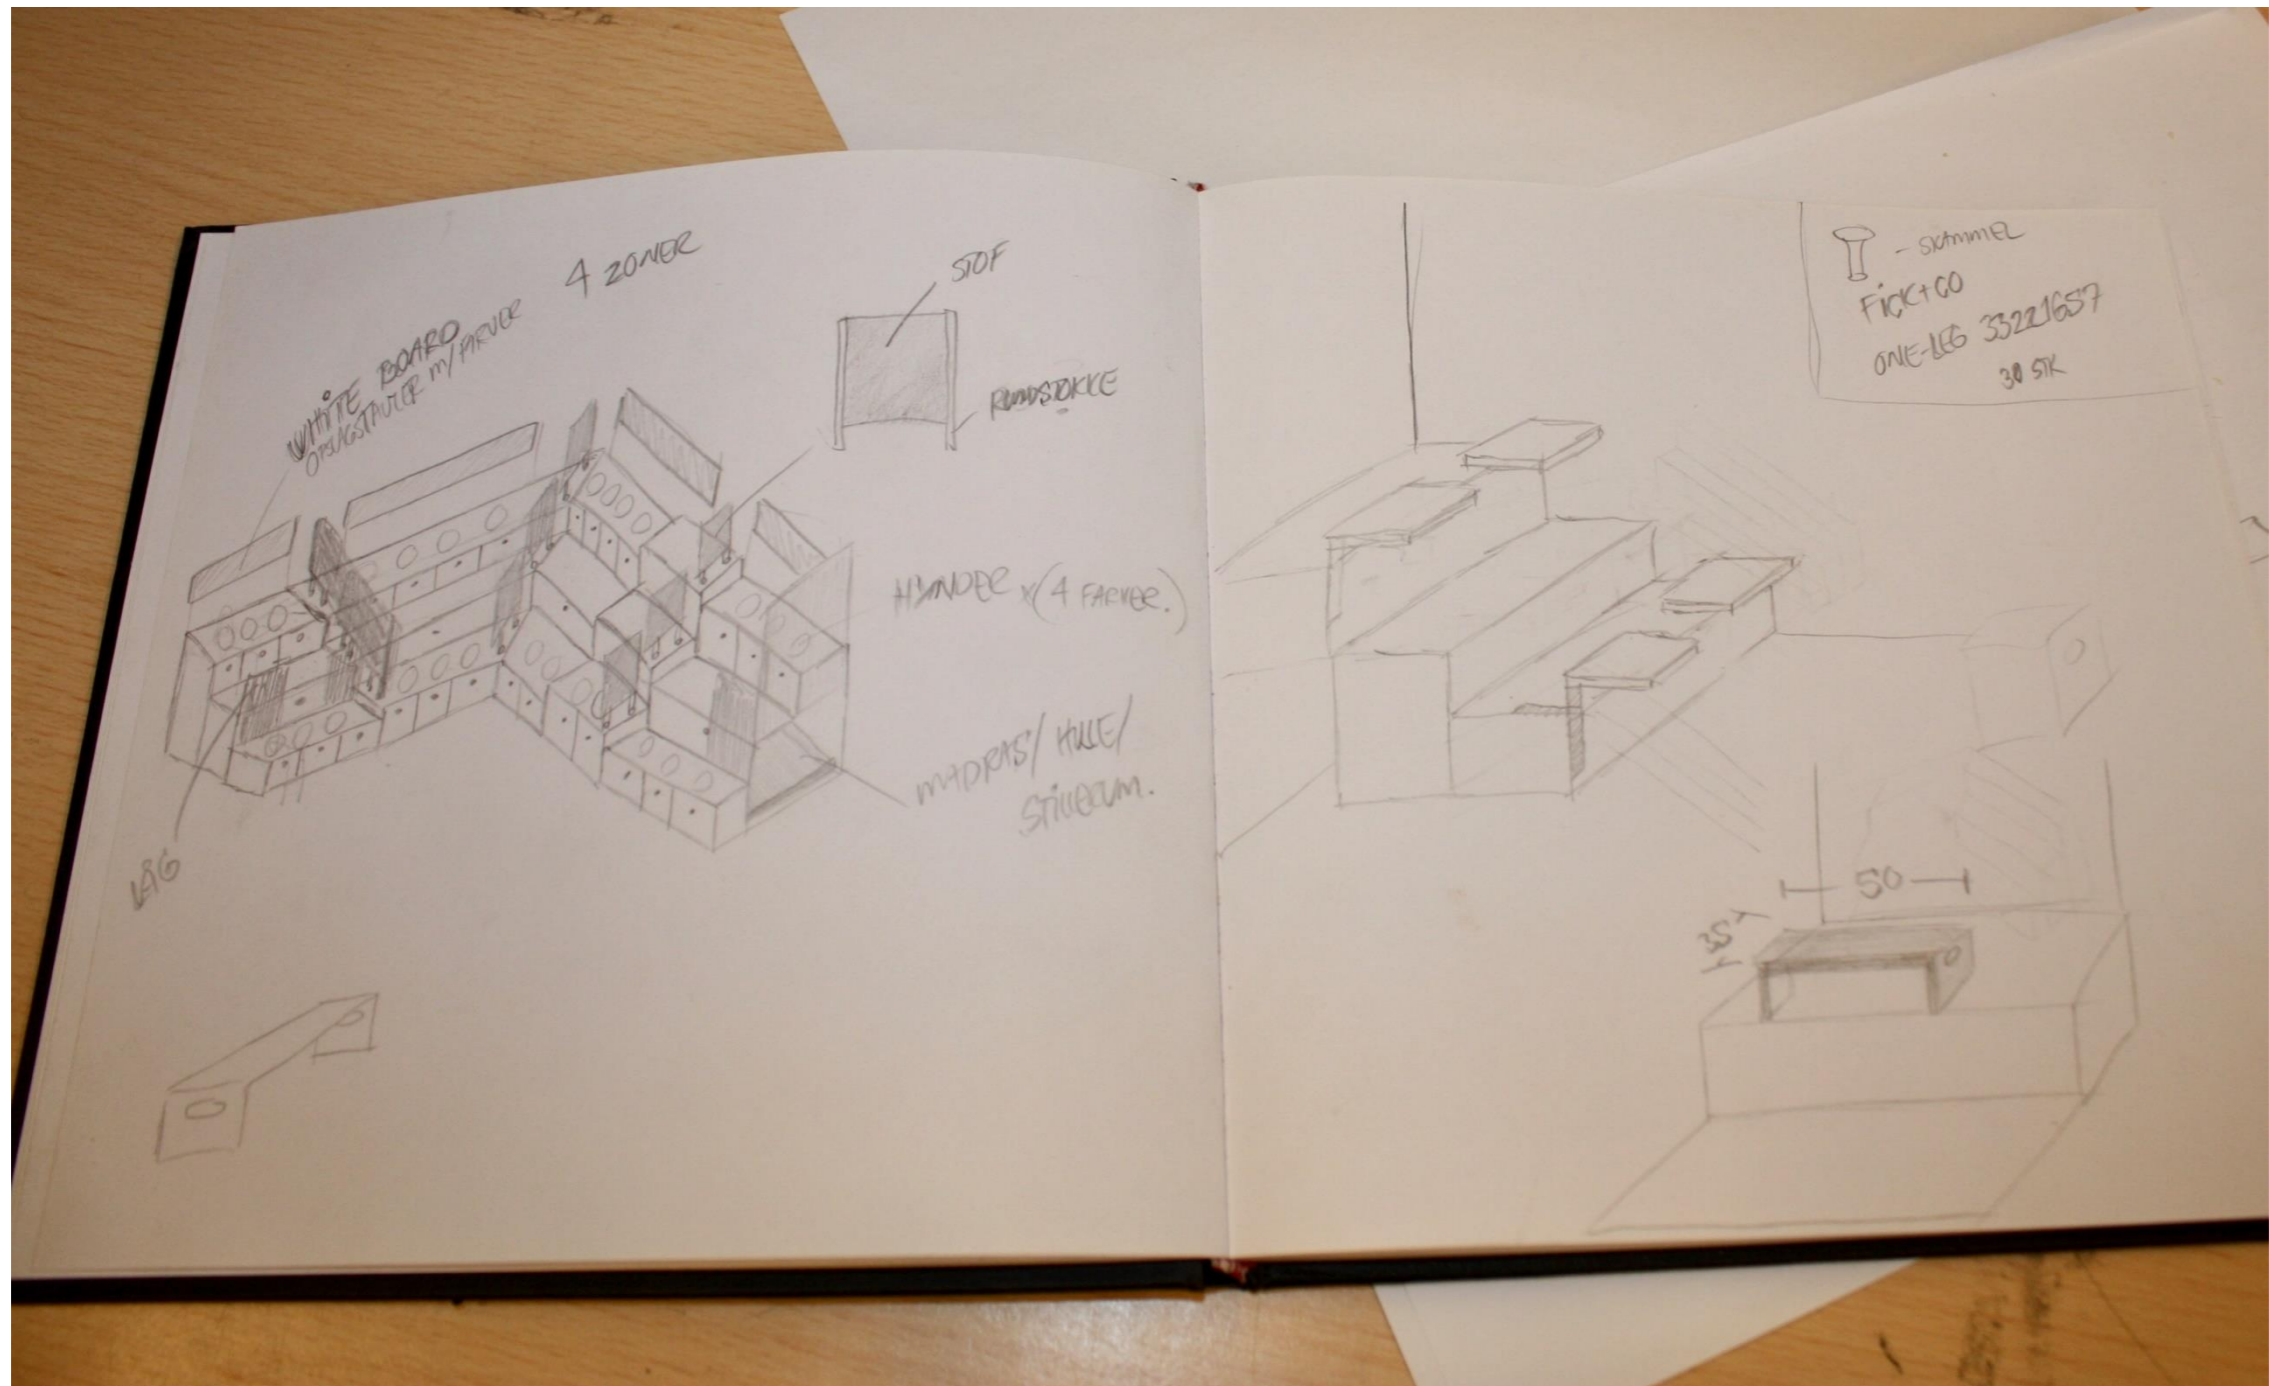 4 ZONER
WHITE BOARD
OPSLAGSTAVLER M/ FARVER
STOF
RUNDSTOKKE
HYNDER x (4 FARVER.)
MADRAS/ HULE/
STILLERUM.
LÅG
- SKAMMEL
FICK+CO
ONE-LEG 33221657
30 STK
50
35